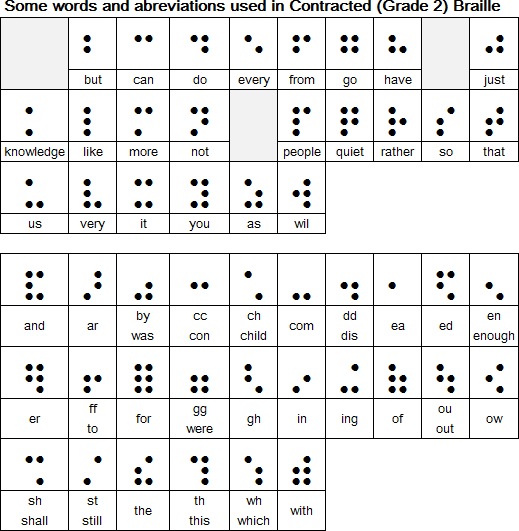 Some words and abreviations used in Contracted (Grade 2) Braille
but can do every from go have just
knowledge like more not people quiet rather so that
us very it you as wil
and ar by cc ch com dd ea ed en
was con child dis enough
er ff for gg gh in ing of ou ow
to were out
sh st the th wh with
shall still this which